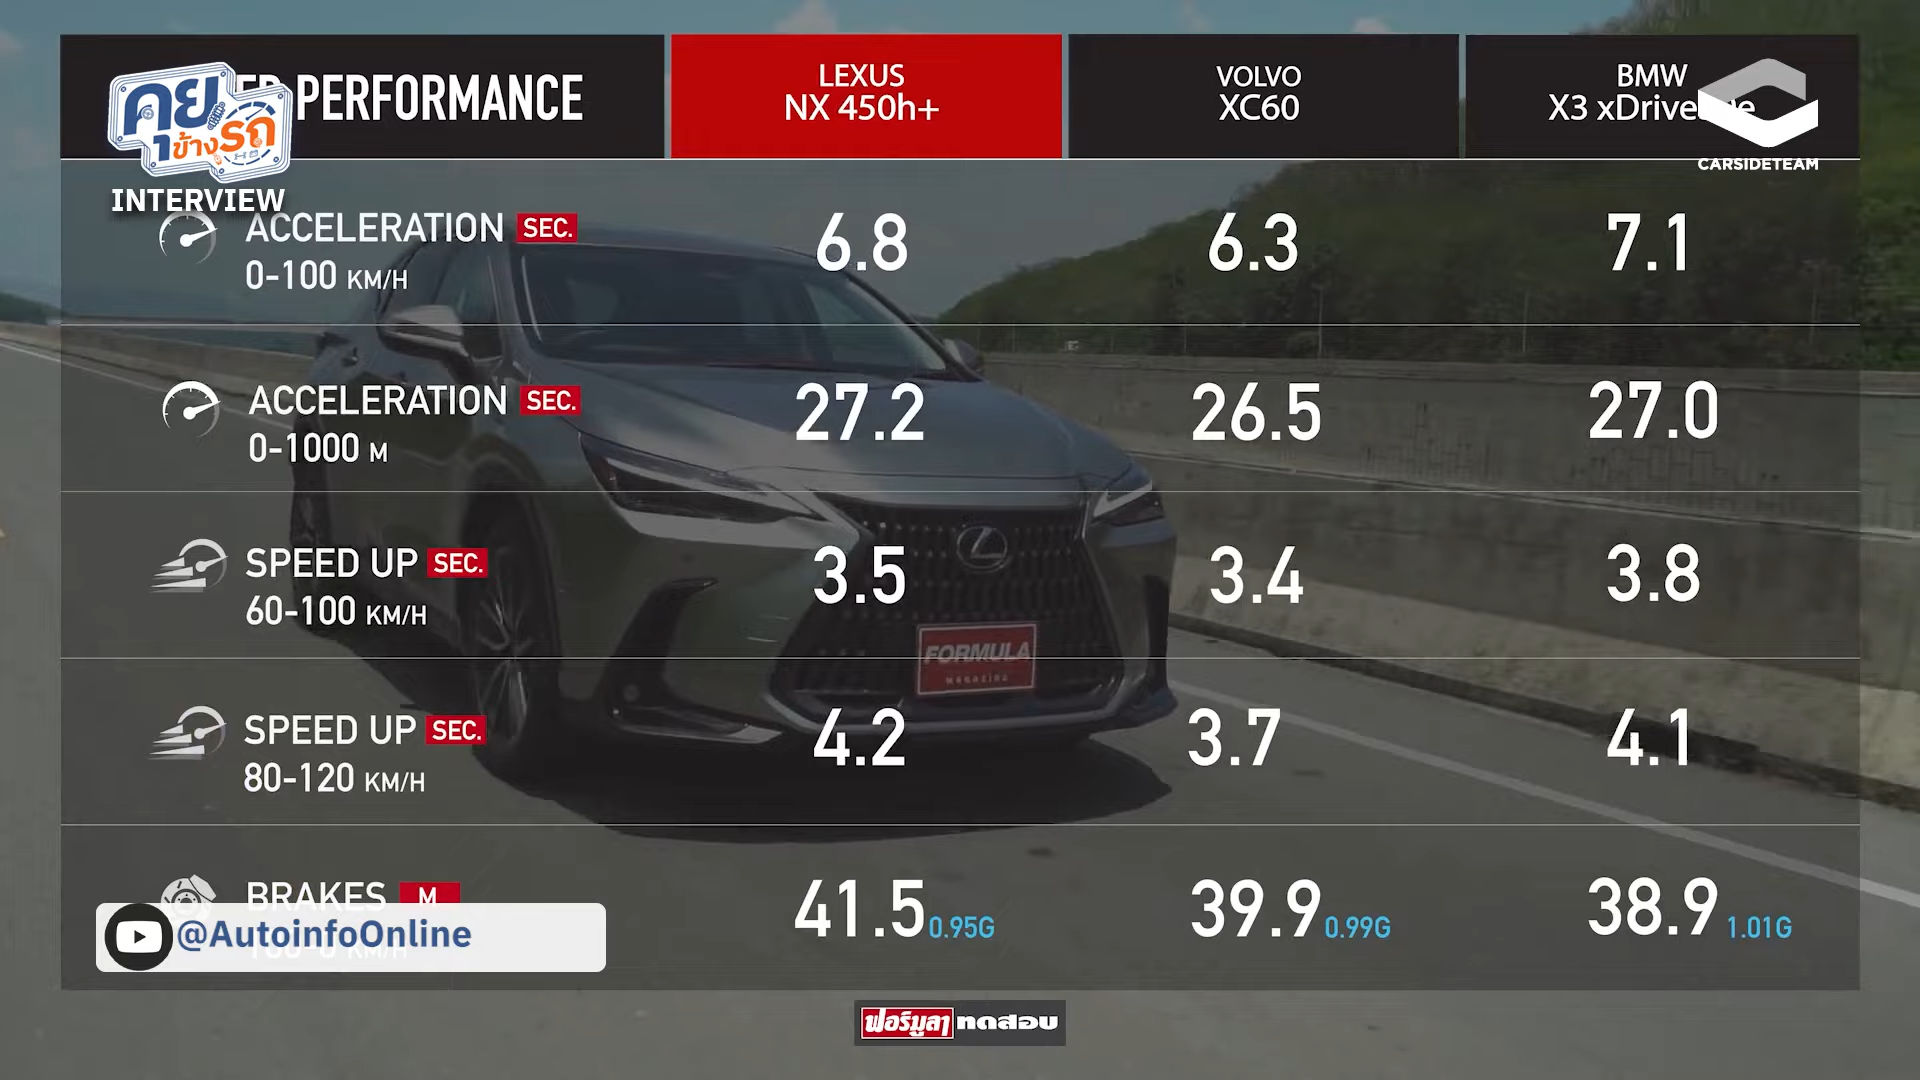 คุย
ข้างรถ
INTERVIEW
PERFORMANCE
LEXUS
NX 450h+
VOLVO
XC60
BMW
X3 xDrive
CARSIDETEAM
ACCELERATION SEC.
0-100 KM/H
6.8
6.3
7.1
ACCELERATION SEC.
0-1000 M
27.2
26.5
27.0
SPEED UP SEC.
60-100 KM/H
3.5
3.4
3.8
SPEED UP SEC.
80-120 KM/H
4.2
3.7
4.1
BRAKES M
41.5 0.95G
39.9 0.99G
38.9 1.01G
@AutoinfoOnline
FORMULA
MAGAZINE
ฟอร์มูลา ทดสอบ